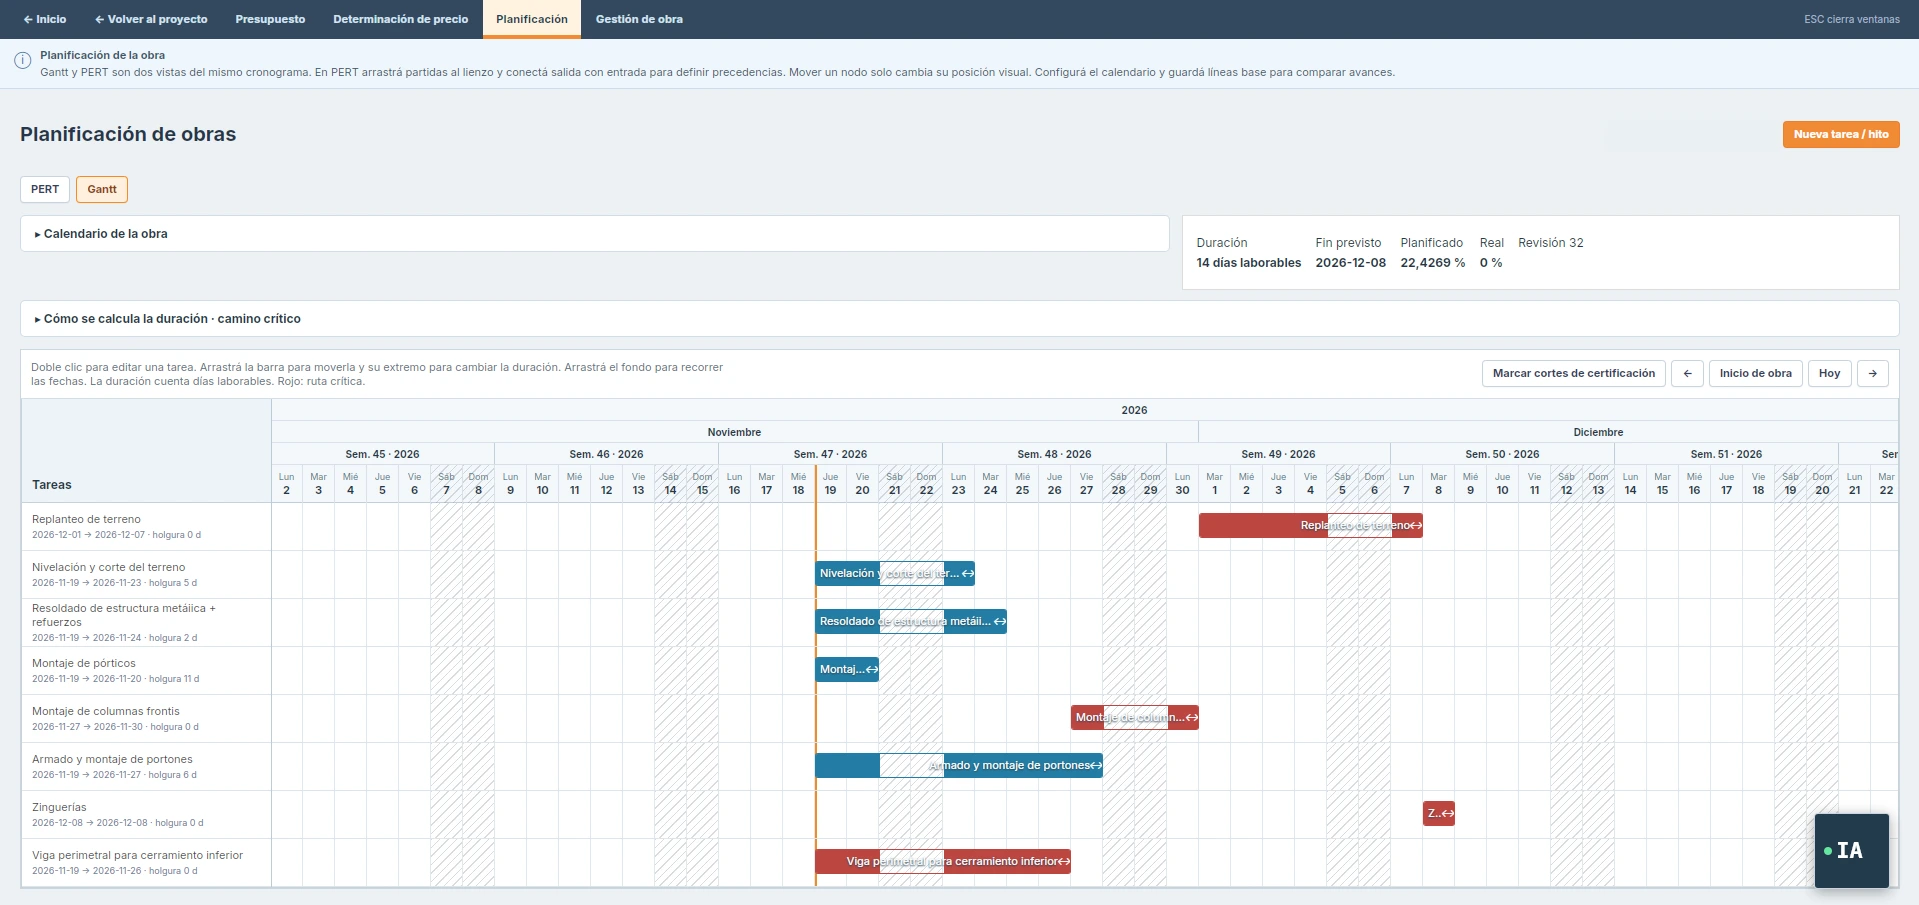 ← Inicio
← Volver al proyecto
Presupuesto
Determinación de precio
Planificación
Gestión de obra
ESC cierra ventanas
Planificación de la obra
Gantt y PERT son dos vistas del mismo cronograma. En PERT arrastrá partidas al lienzo y conectá salida con entrada para definir precedencias. Mover un nodo solo cambia su posición visual. Configurá el calendario y guardá líneas base para comparar avances.
Planificación de obras
Nueva tarea / hito
PERT
Gantt
▸ Calendario de la obra
Duración
14 días laborables
Fin previsto
2026-12-08
Planificado
22,4269 %
Real
0 %
Revisión 32
▸ Cómo se calcula la duración · camino crítico
Doble clic para editar una tarea. Arrastrá la barra para moverla y su extremo para cambiar la duración. Arrastrá el fondo para recorrer
las fechas. La duración cuenta días laborables. Rojo: ruta crítica.
Marcar cortes de certificación
←
Inicio de obra
Hoy
→
Tareas
2026
Noviembre
Diciembre
Sem. 45 · 2026
Sem. 46 · 2026
Sem. 47 · 2026
Sem. 48 · 2026
Sem. 49 · 2026
Sem. 50 · 2026
Sem. 51 · 2026
Ser
Lun Mar Mié Jue Vie Sáb Dom Lun Mar Mié Jue Vie Sáb Dom Lun Mar Mié Jue Vie Sáb Dom Lun Mar Mié Jue Vie Sáb Dom Lun Mar Mié Jue Vie Sáb Dom Lun Mar Mié Jue Vie Sáb Dom Lun Mar Mié Jue Vie Sáb Dom Lun Mar
2 3 4 5 6 7 8 9 10 11 12 13 14 15 16 17 18 19 20 21 22 23 24 25 26 27 28 29 30 1 2 3 4 5 6 7 8 9 10 11 12 13 14 15 16 17 18 19 20 21 22
Replanteo de terreno
2026-12-01 → 2026-12-07 · holgura 0 d
Replanteo de terreno↔
Nivelación y corte del terreno
2026-11-19 → 2026-11-23 · holgura 5 d
Nivelación y corte del ter... ↔
Resoldado de estructura metáiica +
refuerzos
2026-11-19 → 2026-11-24 · holgura 2 d
Resoldado de estructura metáii... ↔
Montaje de pórticos
2026-11-19 → 2026-11-20 · holgura 11 d
Montaj...↔
Montaje de columnas frontis
2026-11-27 → 2026-11-30 · holgura 0 d
Montaje de column...↔
Armado y montaje de portones
2026-11-19 → 2026-11-27 · holgura 6 d
Armado y montaje de portones↔
Zinguerías
2026-12-08 → 2026-12-08 · holgura 0 d
Z..↔
Viga perimetral para cerramiento inferior
2026-11-19 → 2026-11-26 · holgura 0 d
Viga perimetral para cerramiento inferior↔
IA